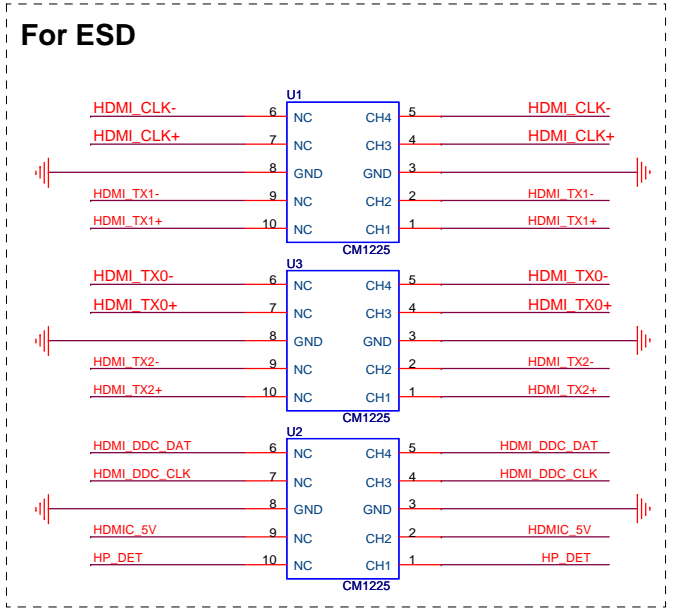 For ESD
U1
HDMI_CLK- 6 NC CH4 5 HDMI_CLK-
HDMI_CLK+ 7 NC CH3 4 HDMI_CLK+
8 GND GND 3
HDMI_TX1- 9 NC CH2 2 HDMI_TX1-
HDMI_TX1+ 10 NC CH1 1 HDMI_TX1+
CM1225
U3
HDMI_TX0- 6 NC CH4 5 HDMI_TX0-
HDMI_TX0+ 7 NC CH3 4 HDMI_TX0+
8 GND GND 3
HDMI_TX2- 9 NC CH2 2 HDMI_TX2-
HDMI_TX2+ 10 NC CH1 1 HDMI_TX2+
CM1225
U2
HDMI_DDC_DAT 6 NC CH4 5 HDMI_DDC_DAT
HDMI_DDC_CLK 7 NC CH3 4 HDMI_DDC_CLK
8 GND GND 3
HDMIC_5V 9 NC CH2 2 HDMIC_5V
HP_DET 10 NC CH1 1 HP_DET
CM1225